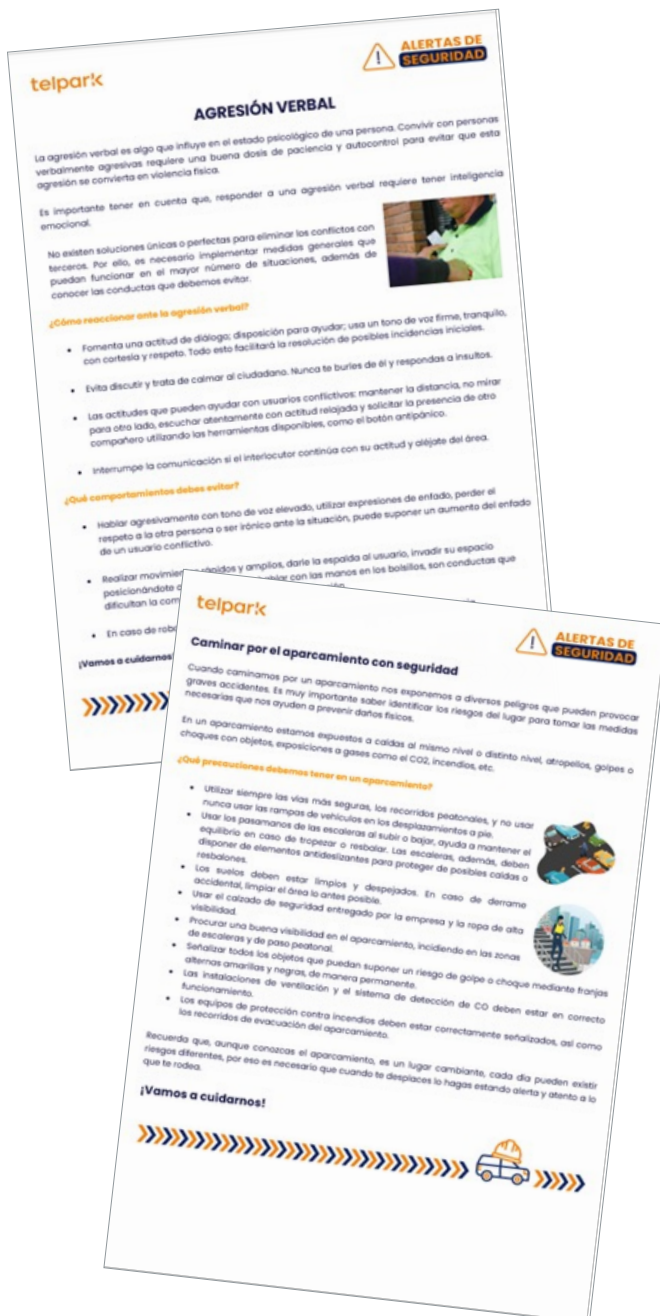 telpark
ALERTAS DE
SEGURIDAD
AGRESIÓN VERBAL
La agresión verbal es algo que influye en el estado psicológico de una persona. Convivir con personas
verbalmente agresivas requiere una buena dosis de paciencia y autocontrol para evitar que esta
agresión se convierta en violencia física.
Es importante tener en cuenta que, responder a una agresión verbal requiere tener inteligencia
emocional.
No existen soluciones únicas o perfectas para eliminar los conflictos con
terceros. Por ello, es necesario implementar medidas generales que
puedan funcionar en el mayor número de situaciones, además de
conocer las conductas que debemos evitar.
¿Cómo reaccionar ante la agresión verbal?
• Fomenta una actitud de diálogo; disposición para ayudar; usa un tono de voz firme, tranquilo,
con cortesía y respeto. Todo esto facilitará la resolución de posibles incidencias iniciales.
• Evita discutir y trata de calmar al ciudadano. Nunca te burles de él y respondas a insultos.
• Las actitudes que pueden ayudar con usuarios conflictivos: mantener la distancia, no mirar
para otro lado, escuchar atentamente con actitud relajada y solicitar la presencia de otro
compañero utilizando las herramientas disponibles, como el botón antipánico.
• Interrumpe la comunicación si el interlocutor continúa con su actitud y aléjate del área.
¿Qué comportamientos debes evitar?
• Hablar agresivamente con tono de voz elevado, utilizar expresiones de enfado, perder el
respeto a la otra persona o ser irónico ante la situación, puede suponer un aumento del enfado
de un usuario conflictivo.
• Realizar movimientos rápidos y amplios, darle la espalda al usuario, invadir su espacio
posicionándote con las manos en los bolsillos, son conductas que
dificultan la com
• En caso de rob
¡Vamos a cuidarnos!
telpark
ALERTAS DE
SEGURIDAD
Caminar por el aparcamiento con seguridad
Cuando caminamos por un aparcamiento nos exponemos a diversos peligros que pueden provocar
graves accidentes. Es muy importante saber identificar los riesgos del lugar para tomar las medidas
necesarias que nos ayuden a prevenir daños físicos.
En un aparcamiento estamos expuestos a caídas al mismo nivel o distinto nivel, atropellos, golpes o
choques con objetos, exposiciones a gases como el CO2, incendios, etc.
¿Qué precauciones debemos tener en un aparcamiento?
• Utilizar siempre las vías más seguras, los recorridos peatonales, y no usar
nunca usar las rampas de vehículos en los desplazamientos a pie.
• Usar los pasamanos de las escaleras al subir o bajar, ayuda a mantener el
equilibrio en caso de tropezar o resbalar. Las escaleras, además, deben
disponer de elementos antideslizantes para proteger de posibles caídas o
resbalones.
• Los suelos deben estar limpios y despejados. En caso de derrame
accidental, limpiar el área lo antes posible.
• Usar el calzado de seguridad entregado por la empresa y la ropa de alta
visibilidad.
• Procurar una buena visibilidad en el aparcamiento, incidiendo en las zonas
de escaleras y de paso peatonal.
• Señalizar todos los objetos que puedan suponer un riesgo de golpe o choque mediante franjas
alternas amarillas y negras, de manera permanente.
• Las instalaciones de ventilación y el sistema de detección de CO deben estar en correcto
funcionamiento.
• Los equipos de protección contra incendios deben estar correctamente señalizados, así como
los recorridos de evacuación del aparcamiento.
Recuerda que, aunque conozcas el aparcamiento, es un lugar cambiante, cada día pueden existir
riesgos diferentes, por eso es necesario que cuando te desplaces lo hagas estando alerta y atento a lo
que te rodea.
¡Vamos a cuidarnos!